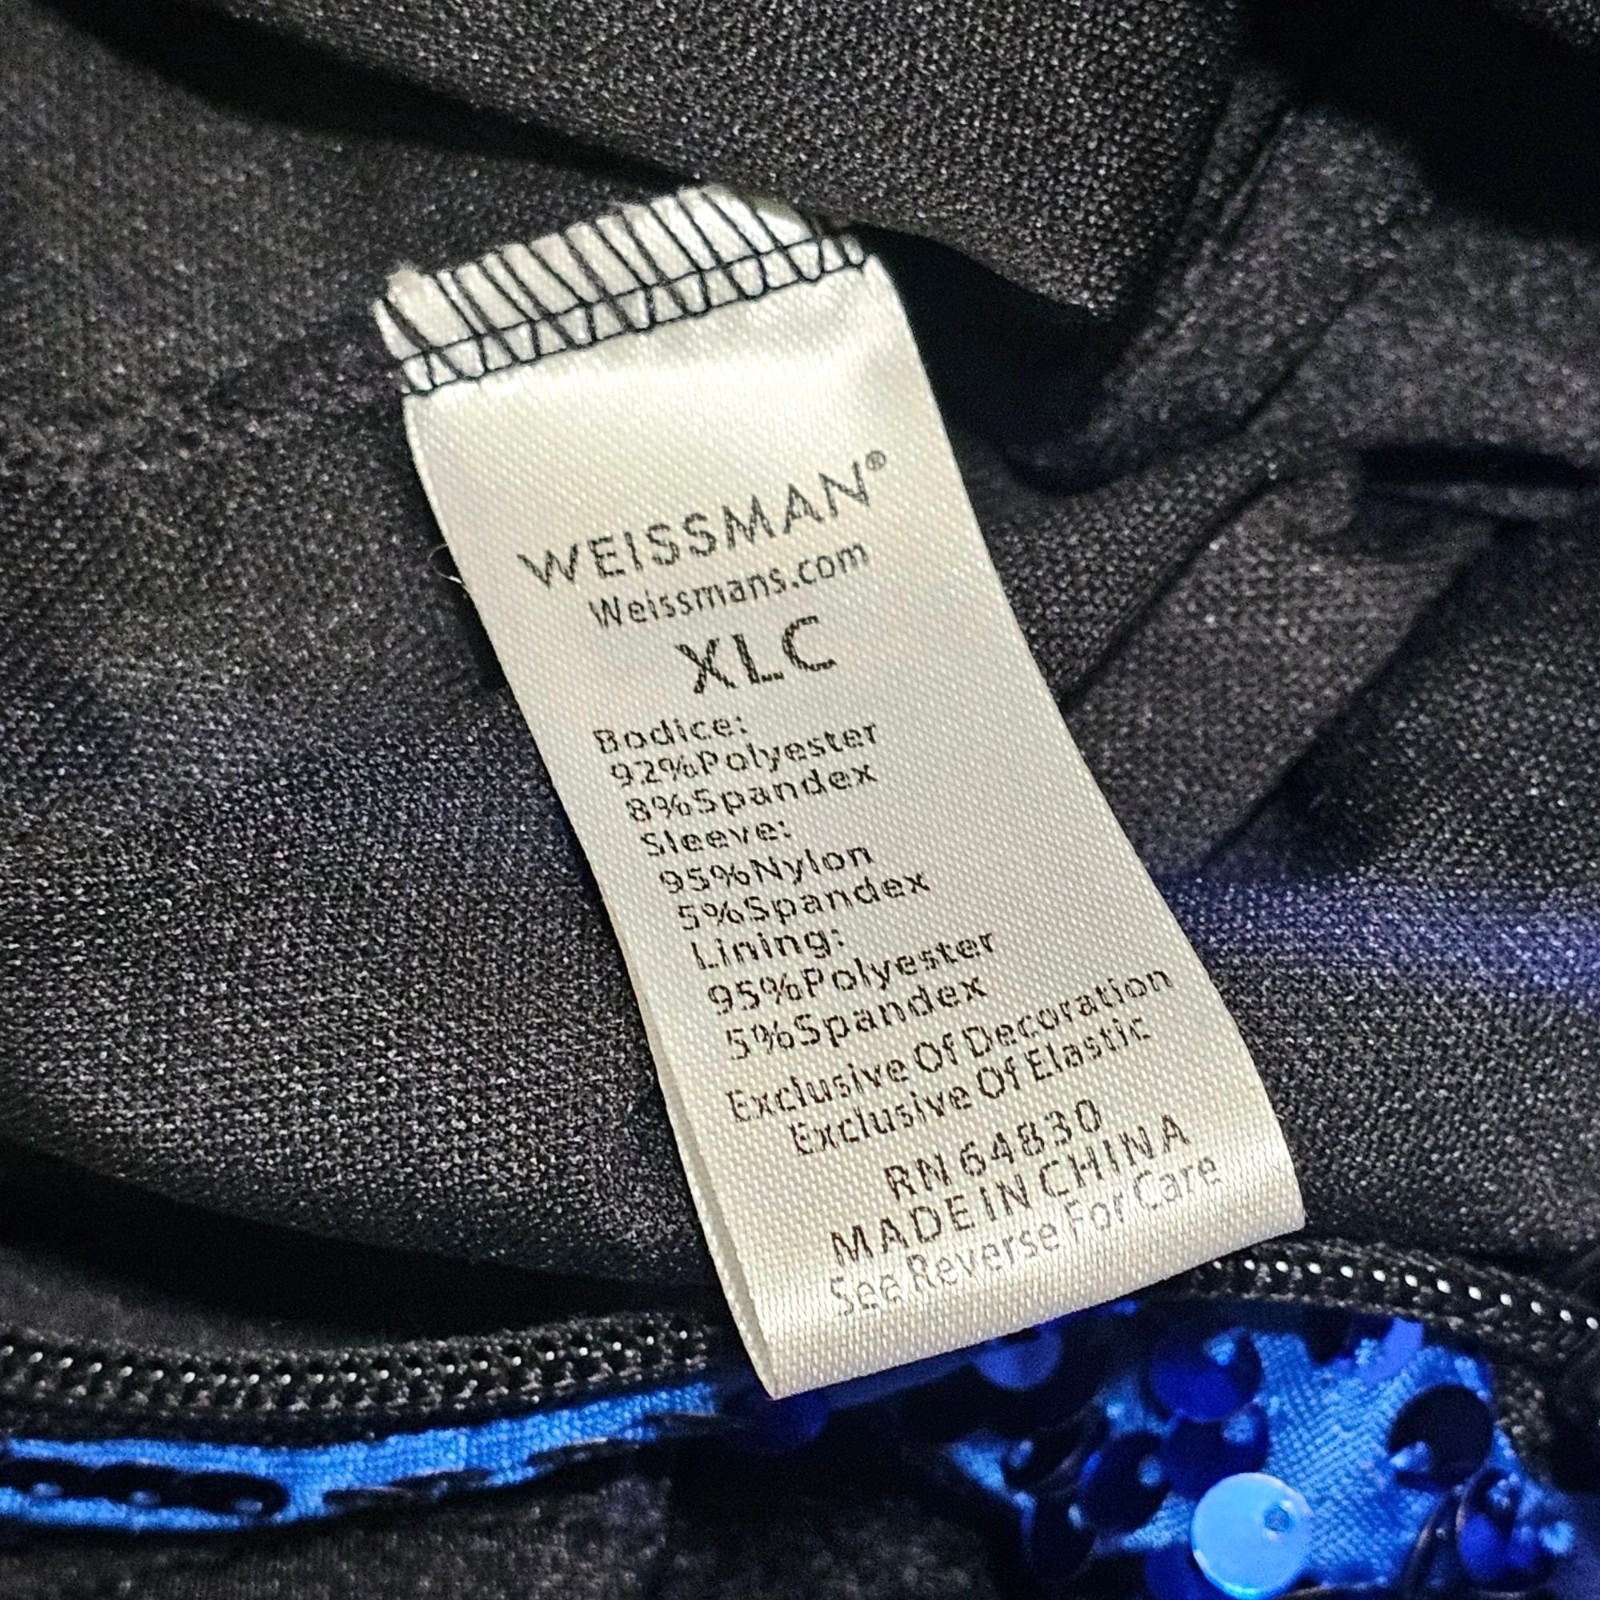 WEISSMAN®
Weissmans.com
XLC
Bodice:
92%Polyester
8%Spandex
Sleeve:
95%Nylon
5%Spandex
Lining:
95%Polyester
5%Spandex
Exclusive Of Decoration
Exclusive Of Elastic
RN 64830
MADE IN CHINA
See Reverse For Care